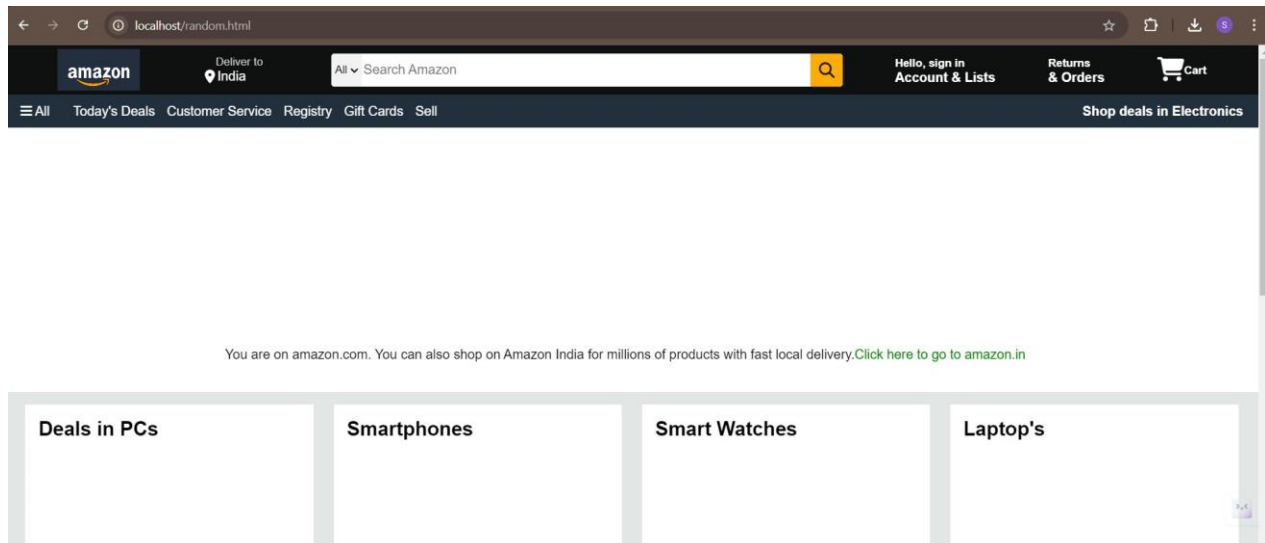 localhost/random.html
S
amazon
Deliver to
India
All
Search Amazon
Hello, sign in
Account & Lists
Returns
& Orders
Cart
All Today's Deals Customer Service Registry Gift Cards Sell Shop deals in Electronics
You are on amazon.com. You can also shop on Amazon India for millions of products with fast local delivery.Click here to go to amazon.in
Deals in PCs Smartphones Smart Watches Laptop's